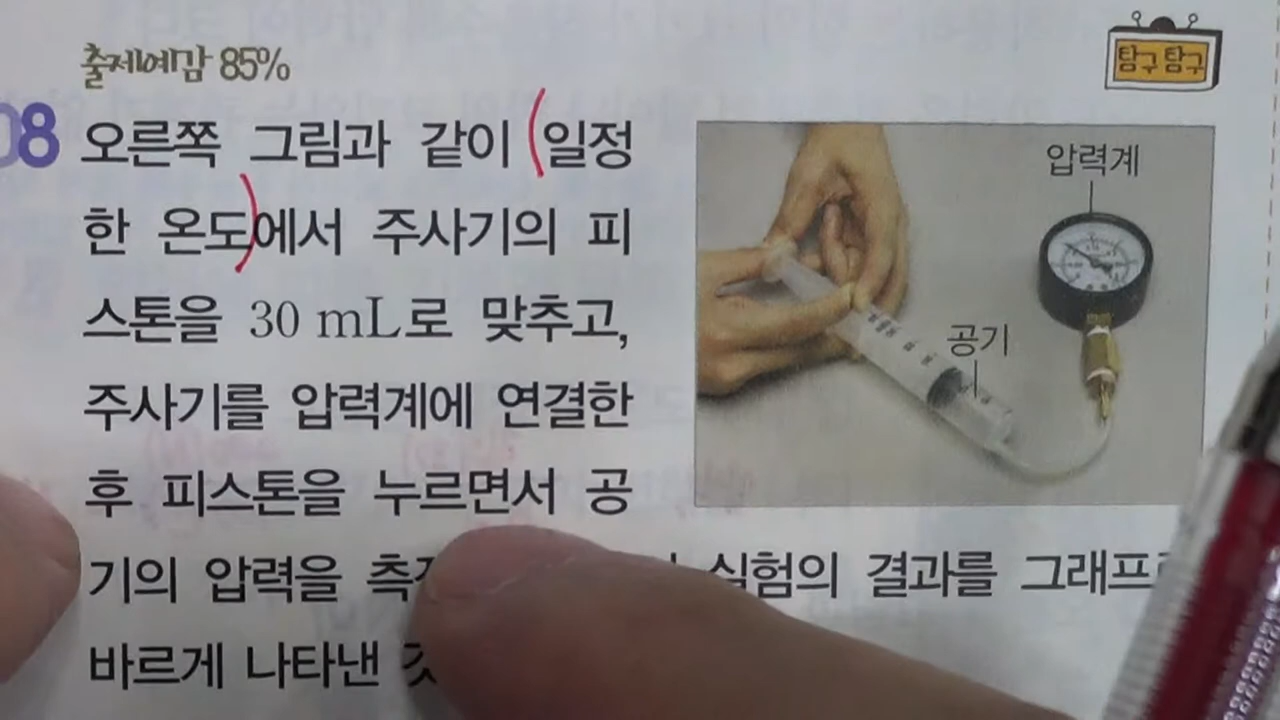 출제예감 85%
탐구탐구
08 오른쪽 그림과 같이 (일정
한 온도)에서 주사기의 피
스톤을 30 mL로 맞추고,
주사기를 압력계에 연결한
후 피스톤을 누르면서 공
기의 압력을 실험의 결과를
바르게 나타낸
압력계
공기